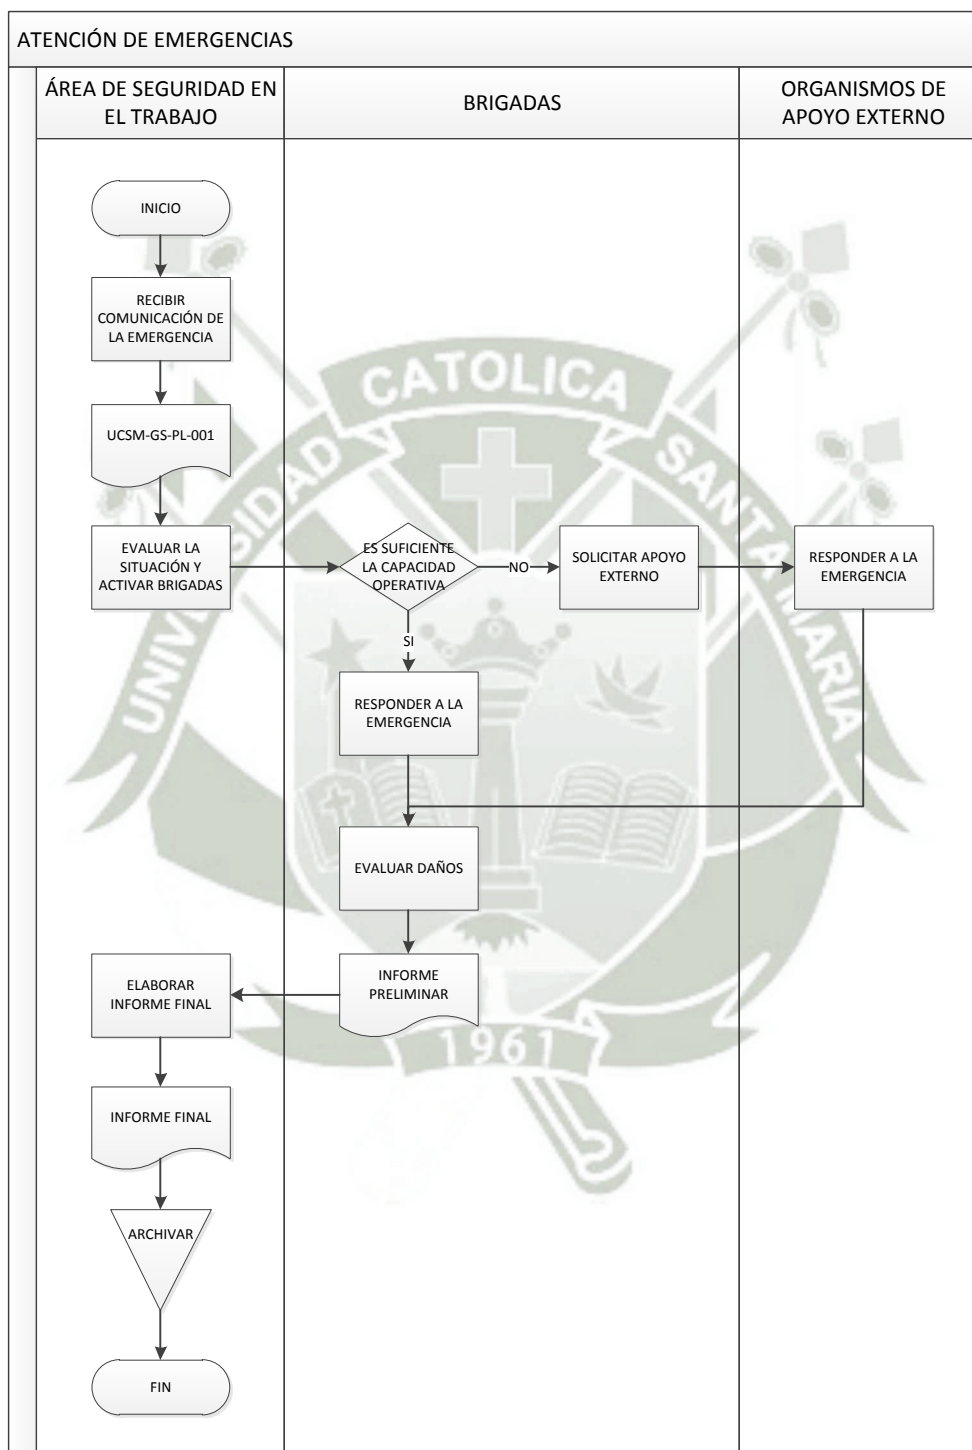 ATENCIÓN DE EMERGENCIAS
ÁREA DE SEGURIDAD EN
EL TRABAJO
BRIGADAS
ORGANISMOS DE
APOYO EXTERNO
INICIO
RECIBIR
COMUNICACIÓN DE
LA EMERGENCIA
UCSM-GS-PL-001
EVALUAR LA
SITUACIÓN Y
ACTIVAR BRIGADAS
ES SUFICIENTE
LA CAPACIDAD
OPERATIVA
NO
SOLICITAR APOYO
EXTERNO
RESPONDER A LA
EMERGENCIA
SI
RESPONDER A LA
EMERGENCIA
EVALUAR DAÑOS
INFORME
PRELIMINAR
ELABORAR
INFORME FINAL
INFORME FINAL
ARCHIVAR
FIN
UNIVERSIDAD
CATOLICA
SANTA MARIA
1961